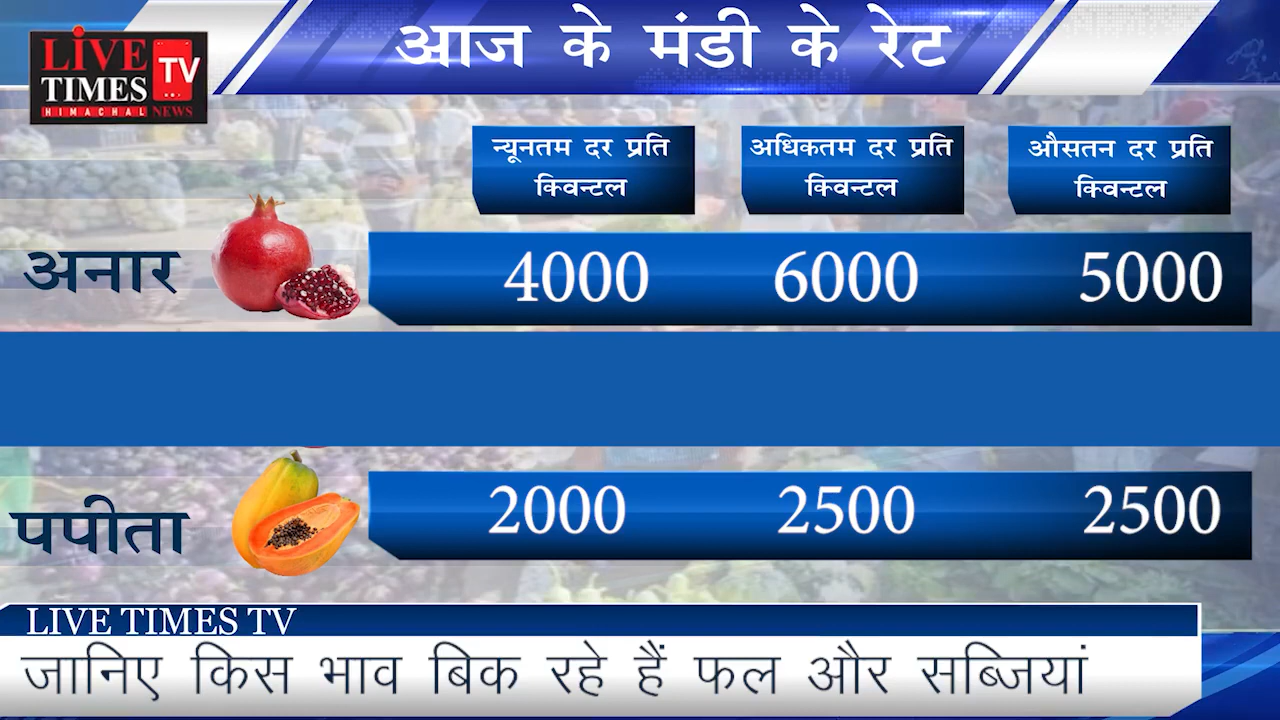 आज के मंडी के रेट
LIVE
TIMES TV
HIMACHAL NEWS
न्यूनतम दर प्रति
क्विन्टल
अधिकतम दर प्रति
क्विन्टल
औसतन दर प्रति
क्विन्टल
अनार 4000 6000 5000
पपीता 2000 2500 2500
LIVE TIMES TV
जानिए किस भाव बिक रहे हैं फल और सब्जियां